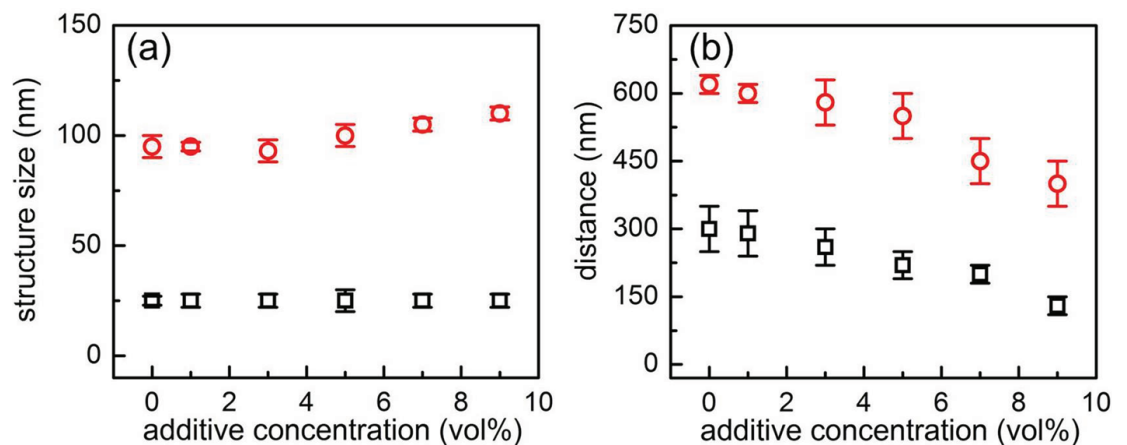 (a)
structure size (nm)
150
100
50
0
0 2 4 6 8 10
additive concentration (vol%)
(b)
distance (nm)
750
600
450
300
150
0
0 2 4 6 8 10
additive concentration (vol%)